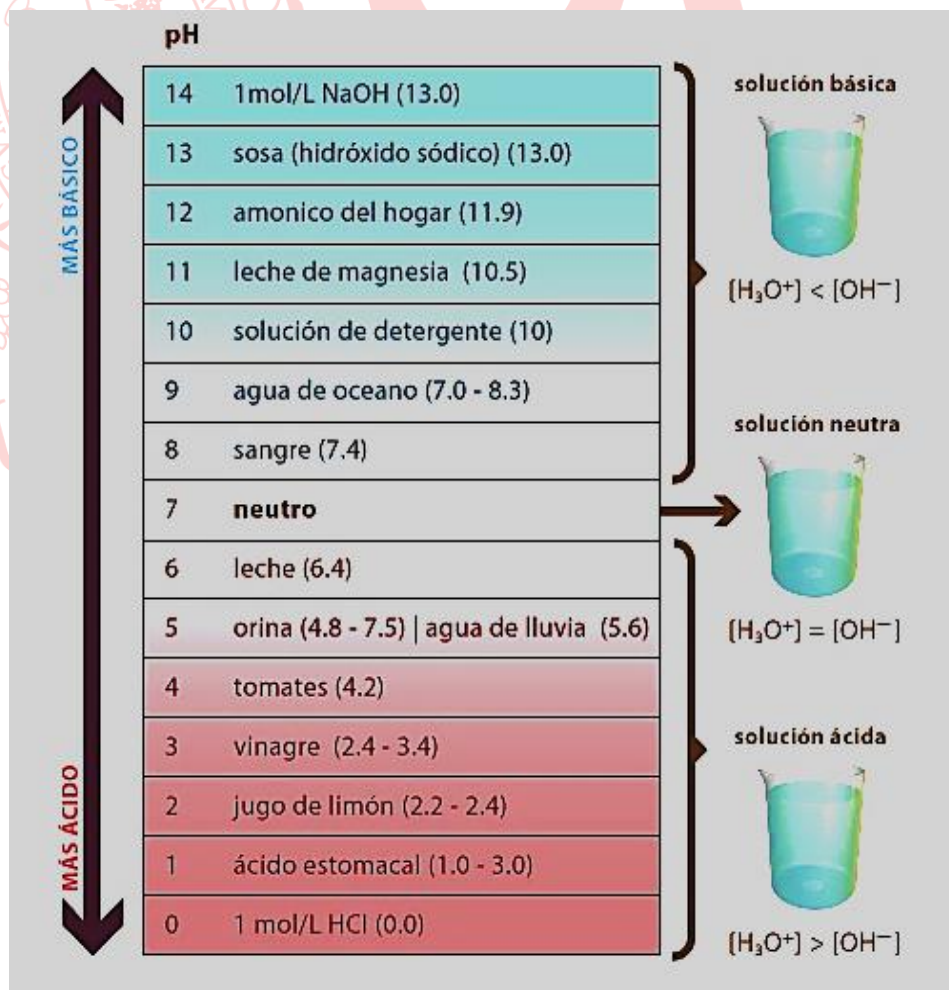 pH
14 1mol/L NaOH (13.0)
13 sosa (hidróxido sódico) (13.0)
12 amonico del hogar (11.9)
11 leche de magnesia (10.5)
10 solución de detergente (10)
9 agua de oceano (7.0 - 8.3)
8 sangre (7.4)
7 neutro
6 leche (6.4)
5 orina (4.8 - 7.5) | agua de lluvia (5.6)
4 tomates (4.2)
3 vinagre (2.4 - 3.4)
2 jugo de limón (2.2 - 2.4)
1 ácido estomacal (1.0 - 3.0)
0 1 mol/L HCl (0.0)
MÁS BÁSICO
MÁS ÁCIDO
solución básica
[H₃O⁺] < [OH⁻]
solución neutra
[H₃O⁺] = [OH⁻]
solución ácida
[H₃O⁺] > [OH⁻]